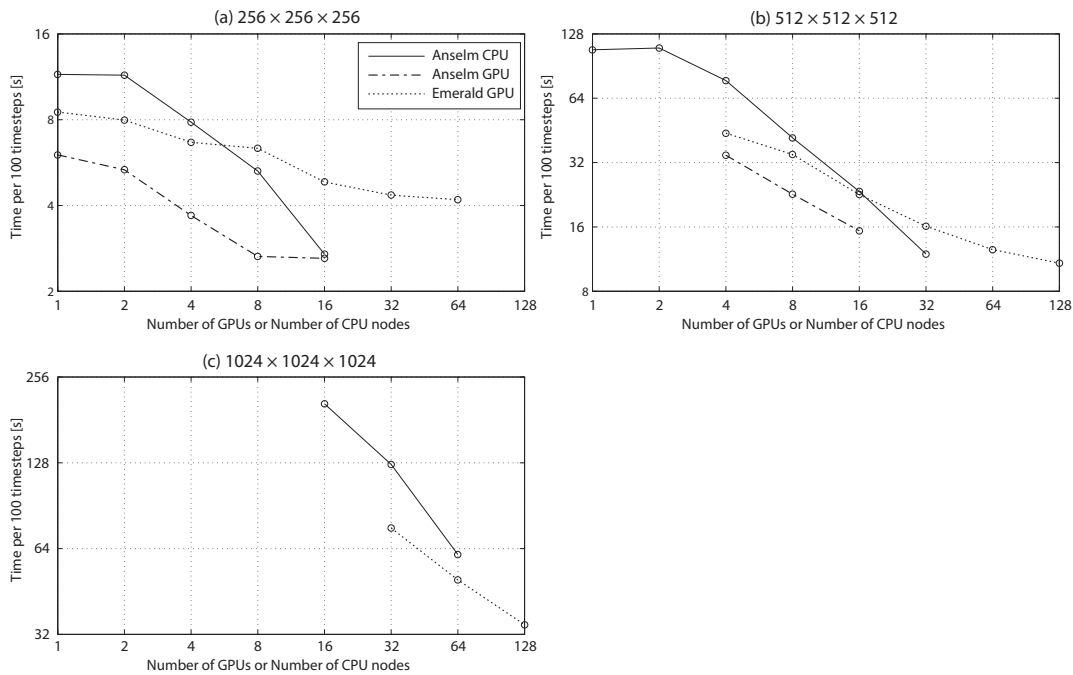 (a) 256 × 256 × 256
16
8
4
2
Time per 100 timesteps [s]
Anselm CPU
Anselm GPU
Emerald GPU
1 2 4 8 16 32 64 128
Number of GPUs or Number of CPU nodes
(b) 512 × 512 × 512
128
64
32
16
8
Time per 100 timesteps [s]
1 2 4 8 16 32 64 128
Number of GPUs or Number of CPU nodes
(c) 1024 × 1024 × 1024
256
128
64
32
Time per 100 timesteps [s]
1 2 4 8 16 32 64 128
Number of GPUs or Number of CPU nodes